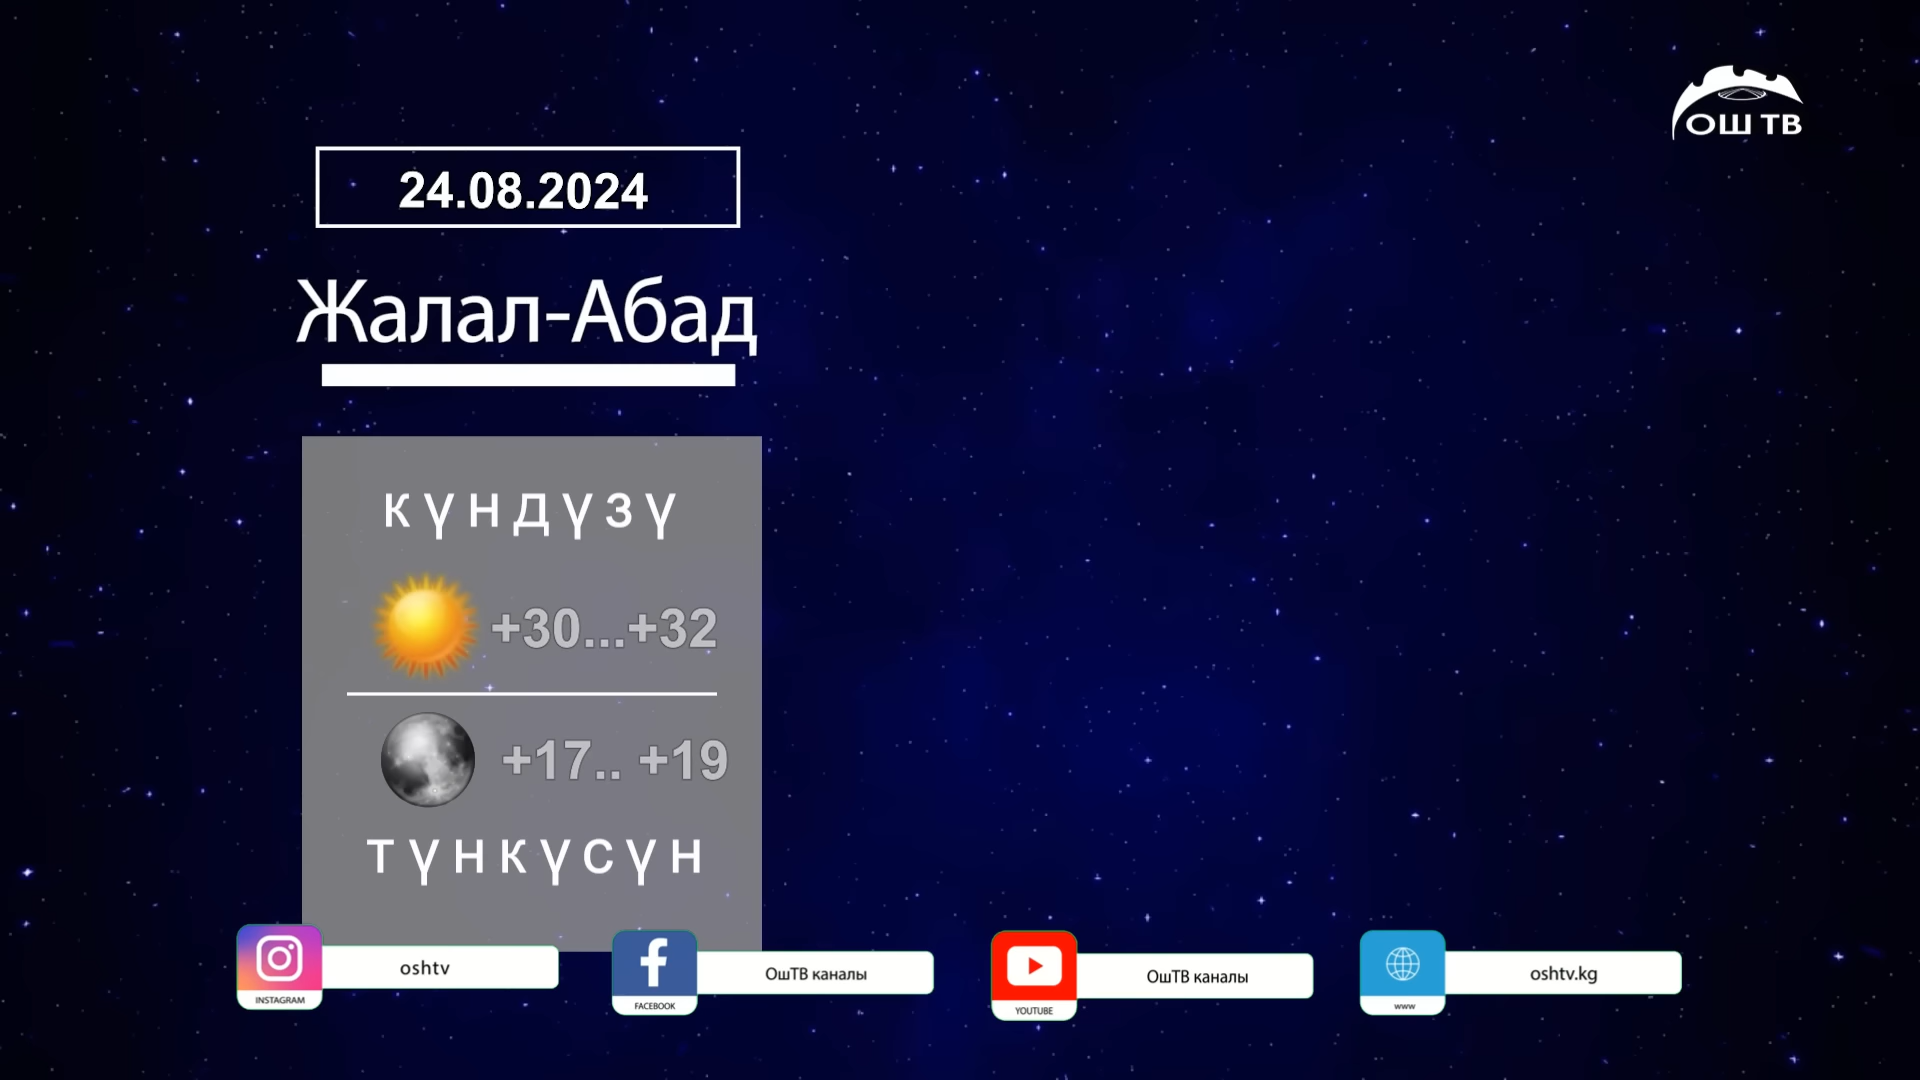 ОШ ТВ
24.08.2024
Жалал-Абад
КҮНДҮЗҮ
+30...+32
+17.. +19
ТҮНКҮСҮН
oshtv
INSTAGRAM
ОшТВ каналы
FACEBOOK
ОшТВ каналы
YOUTUBE
oshtv.kg
www